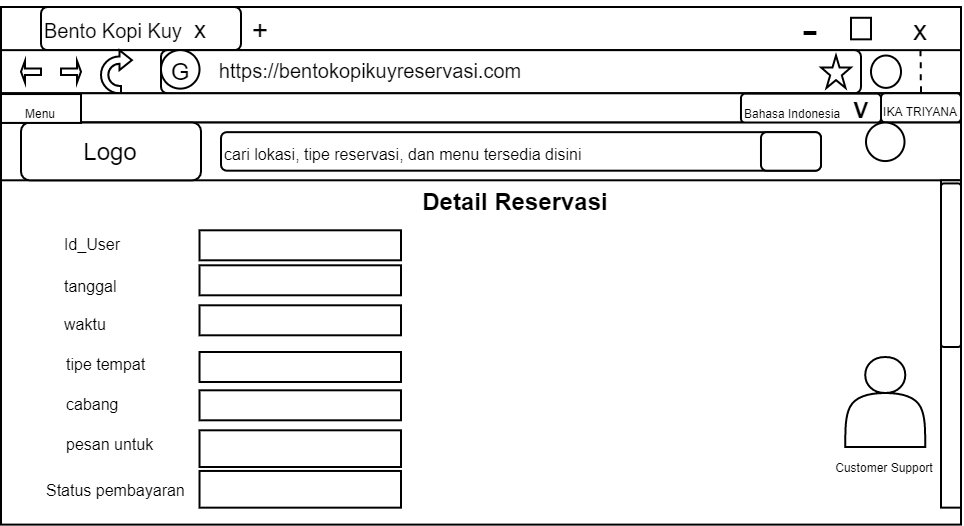 Bento Kopi Kuy X +
- X
G https://bentokopikuyreservasi.com
Menu Bahasa Indonesia V IKA TRIYANA
Logo cari lokasi, tipe reservasi, dan menu tersedia disini
Detail Reservasi
Id_User
tanggal
waktu
tipe tempat
cabang
pesan untuk
Customer Support
Status pembayaran